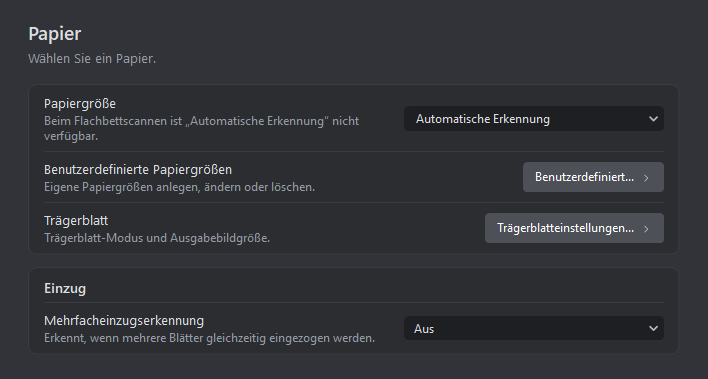 Papier
Wählen Sie ein Papier.
Papiergröße
Beim Flachbettscannen ist „Automatische Erkennung“ nicht
verfügbar.
Automatische Erkennung
Benutzerdefinierte Papiergrößen
Eigene Papiergrößen anlegen, ändern oder löschen.
Benutzerdefiniert...
Trägerblatt
Trägerblatt-Modus und Ausgabebildgröße.
Trägerblatteinstellungen...
Einzug
Mehrfacheinzugserkennung
Erkennt, wenn mehrere Blätter gleichzeitig eingezogen werden.
Aus